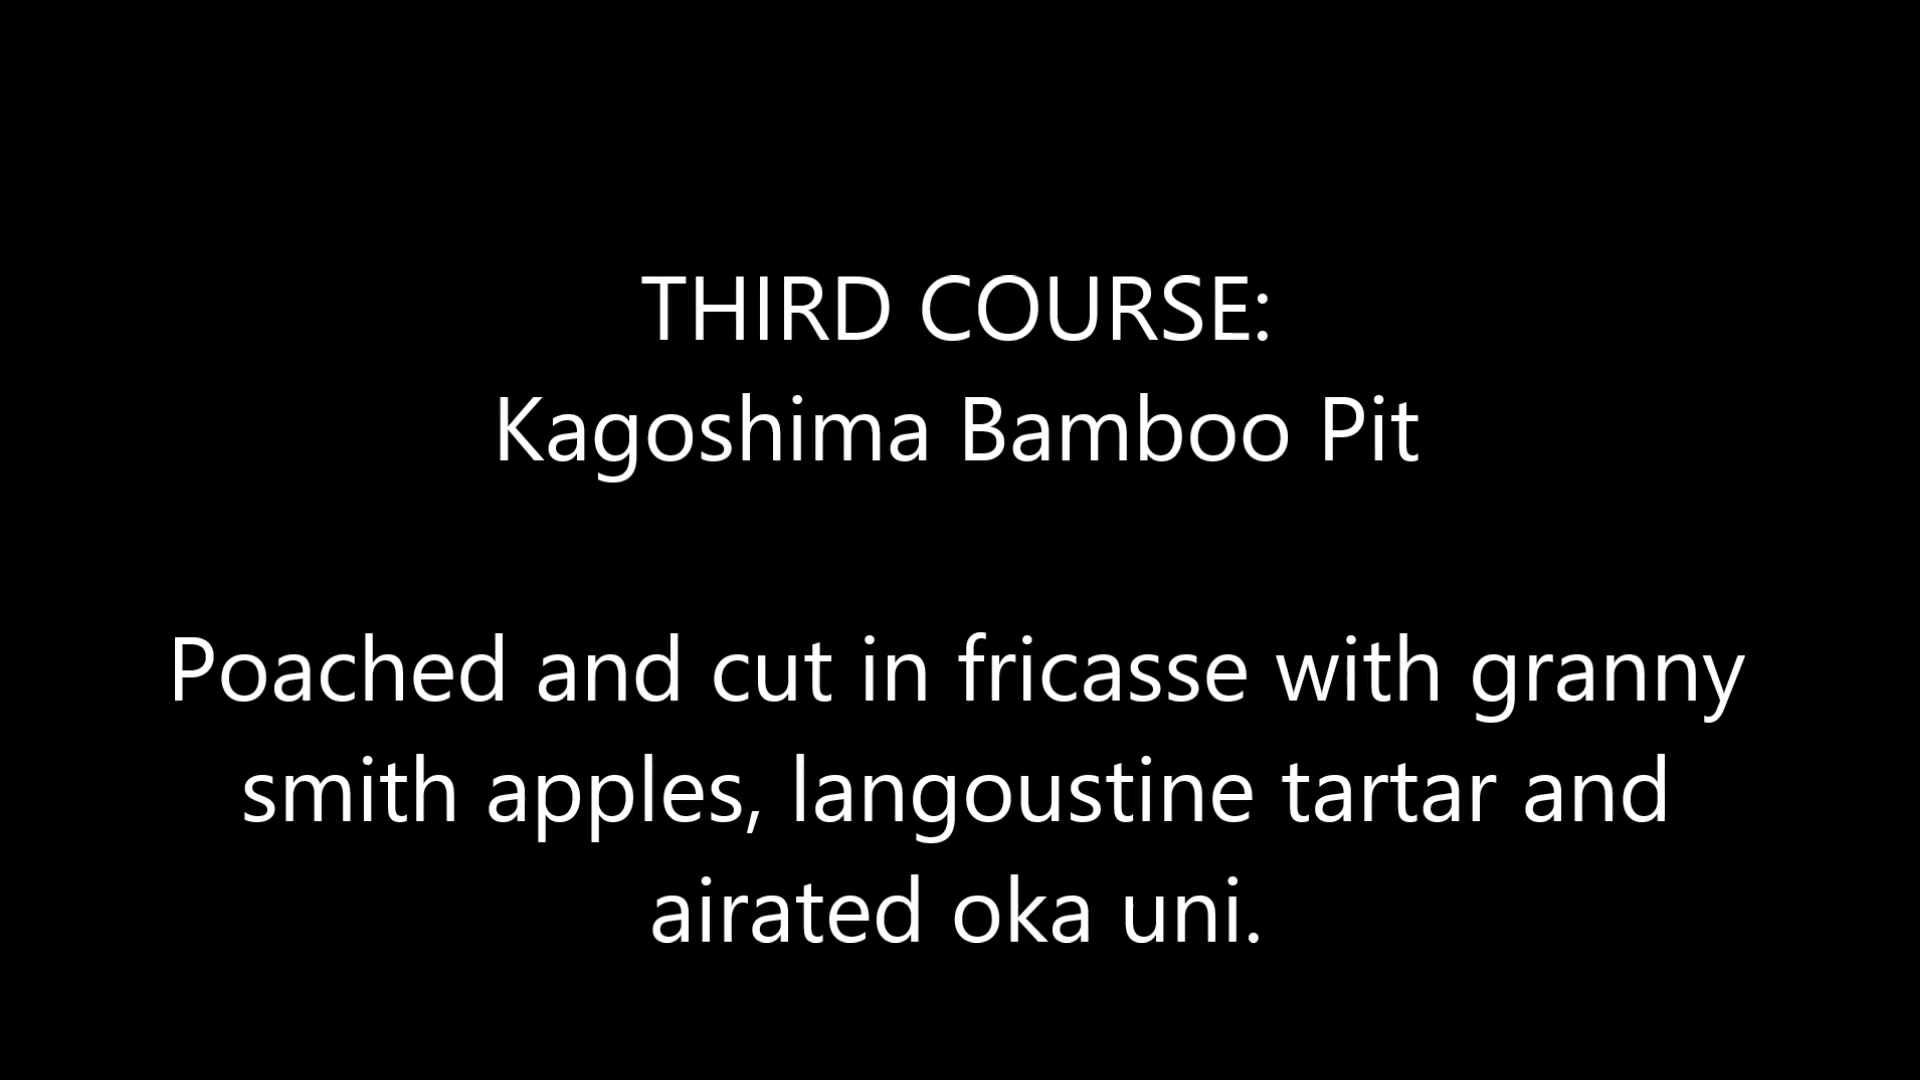 THIRD COURSE:
Kagoshima Bamboo Pit
Poached and cut in fricasse with granny
smith apples, langoustine tartar and
airated oka uni.